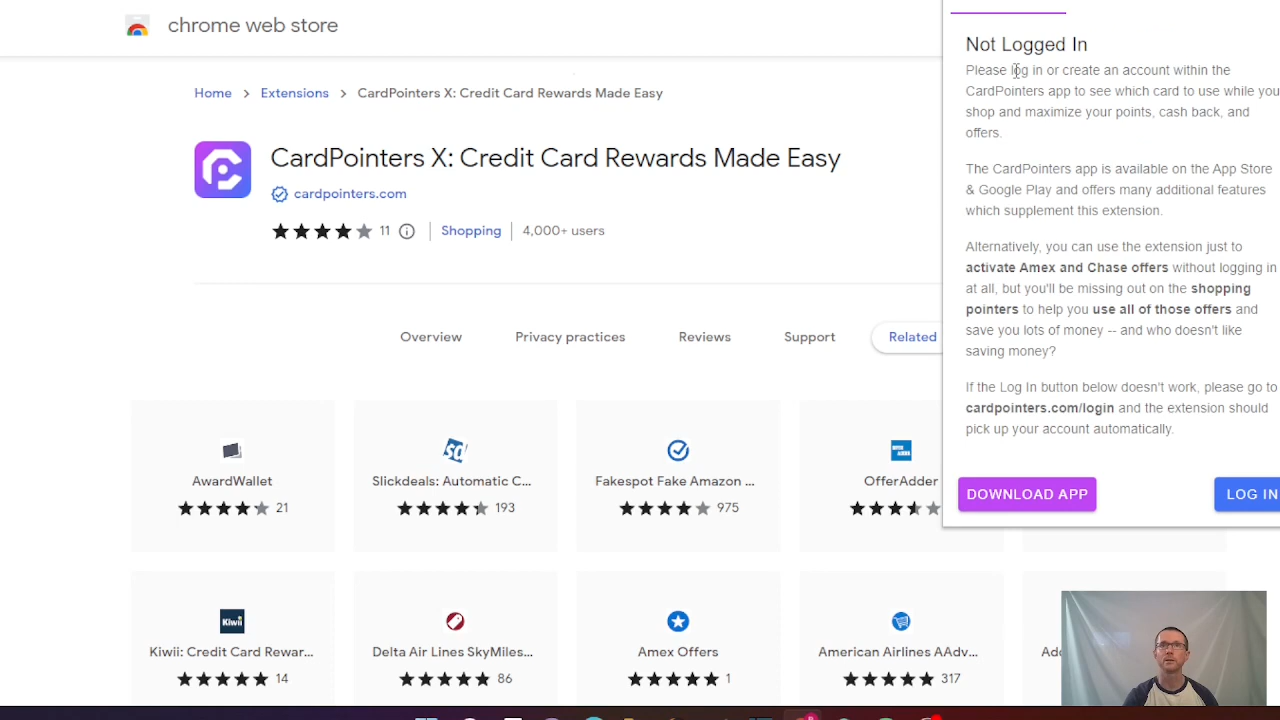 chrome web store
Home > Extensions > CardPointers X: Credit Card Rewards Made Easy
CardPointers X: Credit Card Rewards Made Easy
cardpointers.com
11 Shopping 4,000+ users
Overview Privacy practices Reviews Support Related
AwardWallet
21
Slickdeals: Automatic C...
193
Fakespot Fake Amazon ...
975
OfferAdder
Kiwii
Kiwii: Credit Card Rewar...
14
Delta Air Lines SkyMiles...
86
Amex Offers
1
American Airlines AAdv...
317
Not Logged In
Please log in or create an account within the
CardPointers app to see which card to use while you
shop and maximize your points, cash back, and
offers.
The CardPointers app is available on the App Store
& Google Play and offers many additional features
which supplement this extension.
Alternatively, you can use the extension just to
activate Amex and Chase offers without logging in
at all, but you'll be missing out on the shopping
pointers to help you use all of those offers and
save you lots of money -- and who doesn't like
saving money?
If the Log In button below doesn't work, please go to
cardpointers.com/login and the extension should
pick up your account automatically.
DOWNLOAD APP LOG IN